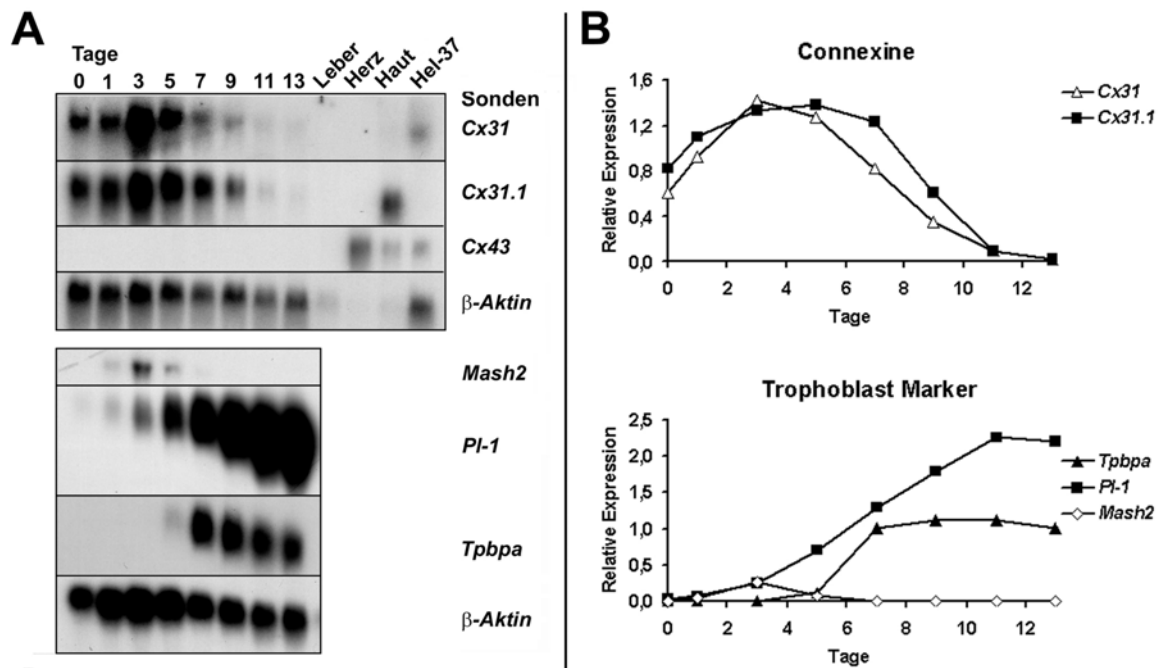 A
Tage
0 1 3 5 7 9 11 13 Leber Herz Haut Hel-37
Sonden
Cx31
Cx31.1
Cx43
β-Aktin
Mash2
Pl-1
Tpbpa
β-Aktin
B
Connexine
1,6
1,2
0,8
0,4
0,0
Relative Expression
0 2 4 6 8 10 12
Tage
Cx31
Cx31.1
Trophoblast Marker
2,5
2,0
1,5
1,0
0,5
0,0
Relative Expression
0 2 4 6 8 10 12
Tage
Tpbpa
Pl-1
Mash2